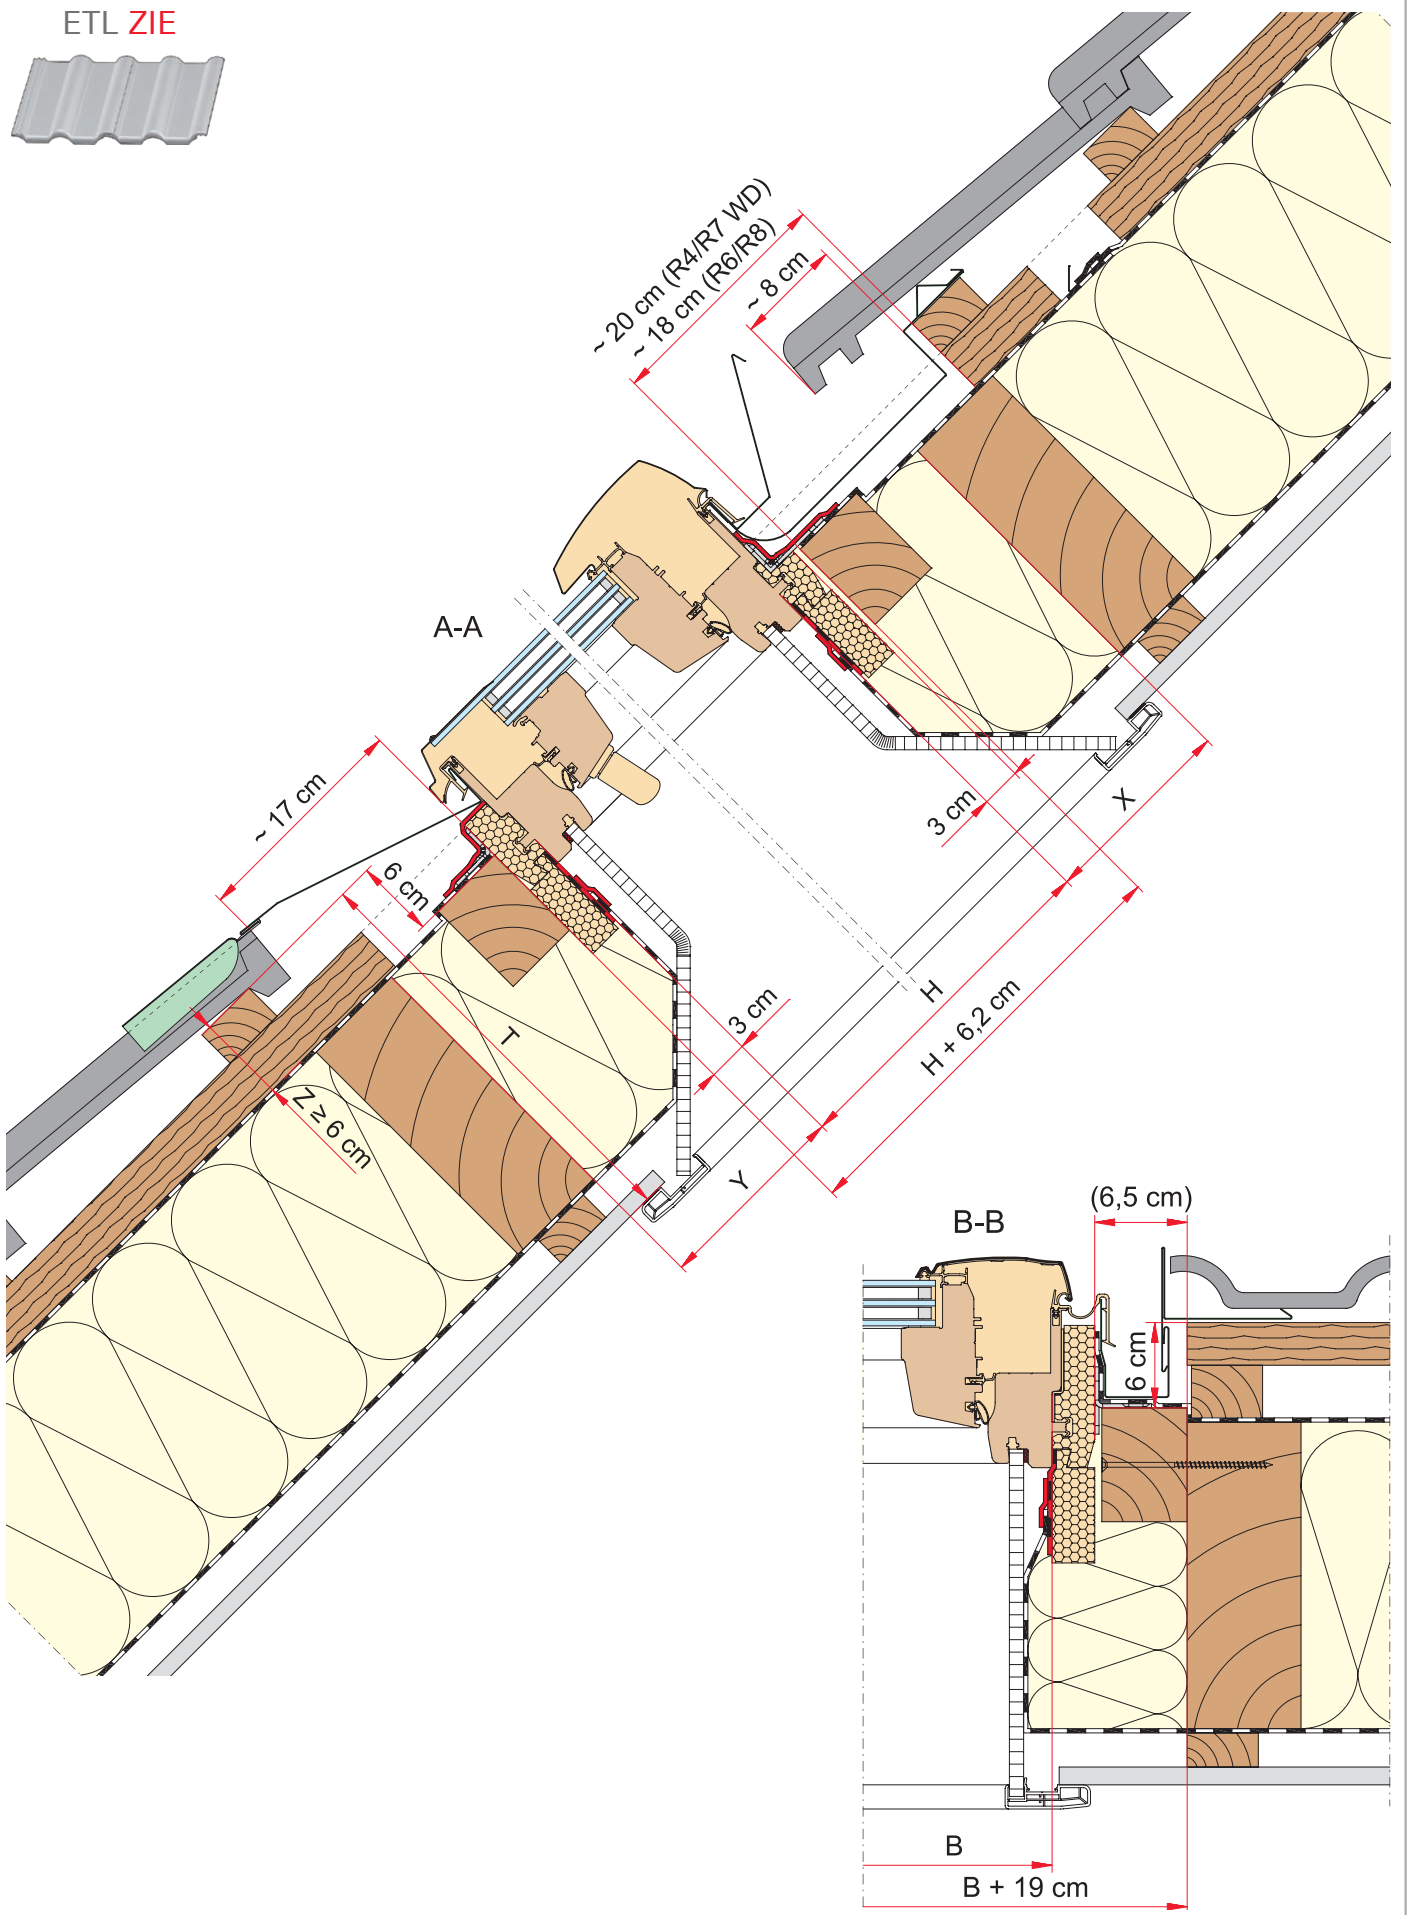 ETL ZIE
~ 20 cm (R4/R7 WD)
~ 18 cm (R6/R8)
~ 8 cm
A-A
~ 17 cm
6 cm
3 cm
X
H
H + 6,2 cm
3 cm
T
Z ≥ 6 cm
Y
B-B
(6,5 cm)
6 cm
B
B + 19 cm